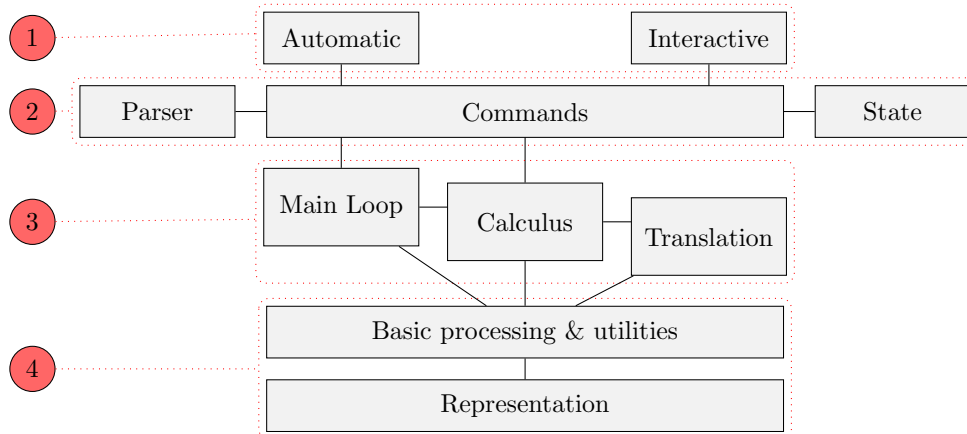 1
Automatic
Interactive
2
Parser
Commands
State
3
Main Loop
Calculus
Translation
4
Basic processing & utilities
Representation